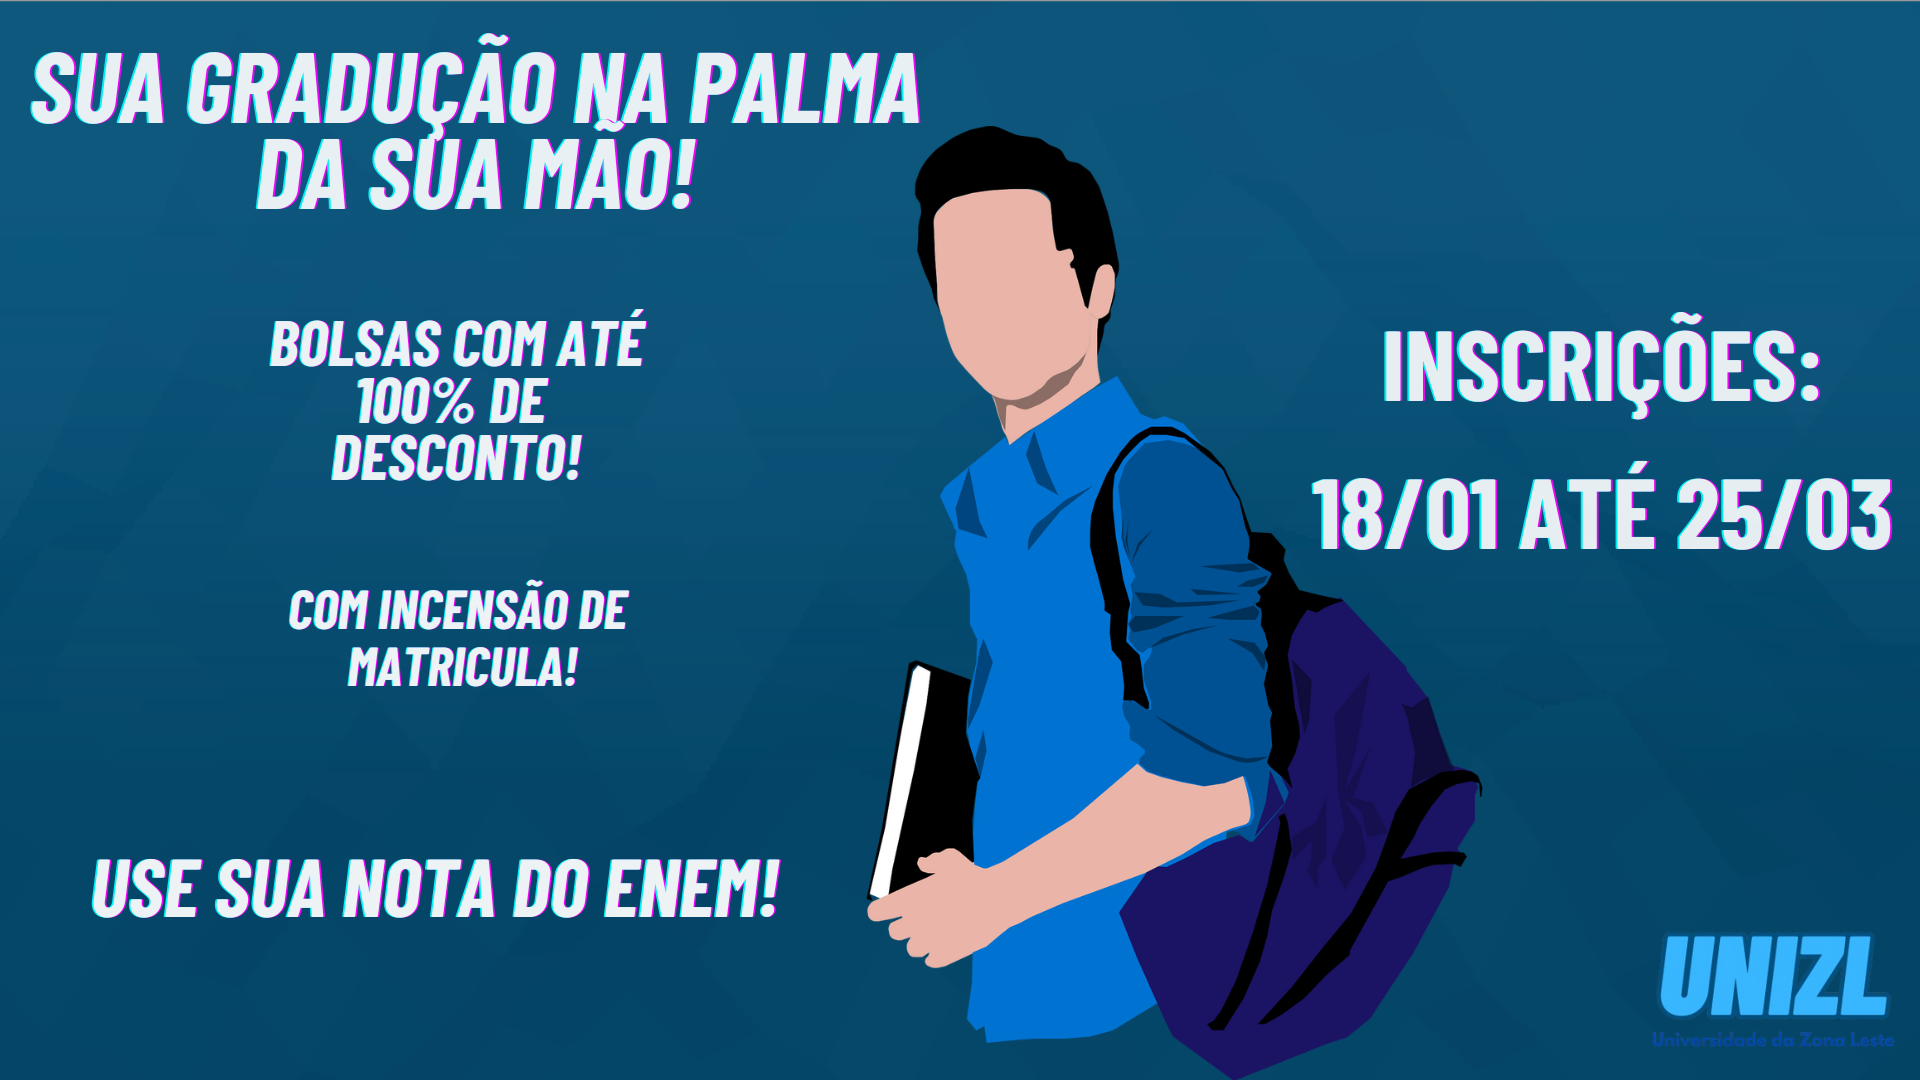 SUA GRADUÇÃO NA PALMA
DA SUA MÃO!
BOLSAS COM ATÉ
100% DE
DESCONTO!
COM INCENSÃO DE
MATRICULA!
USE SUA NOTA DO ENEM!
INSCRIÇÕES:
18/01 ATÉ 25/03
UNIZL
Universidade da Zona Leste